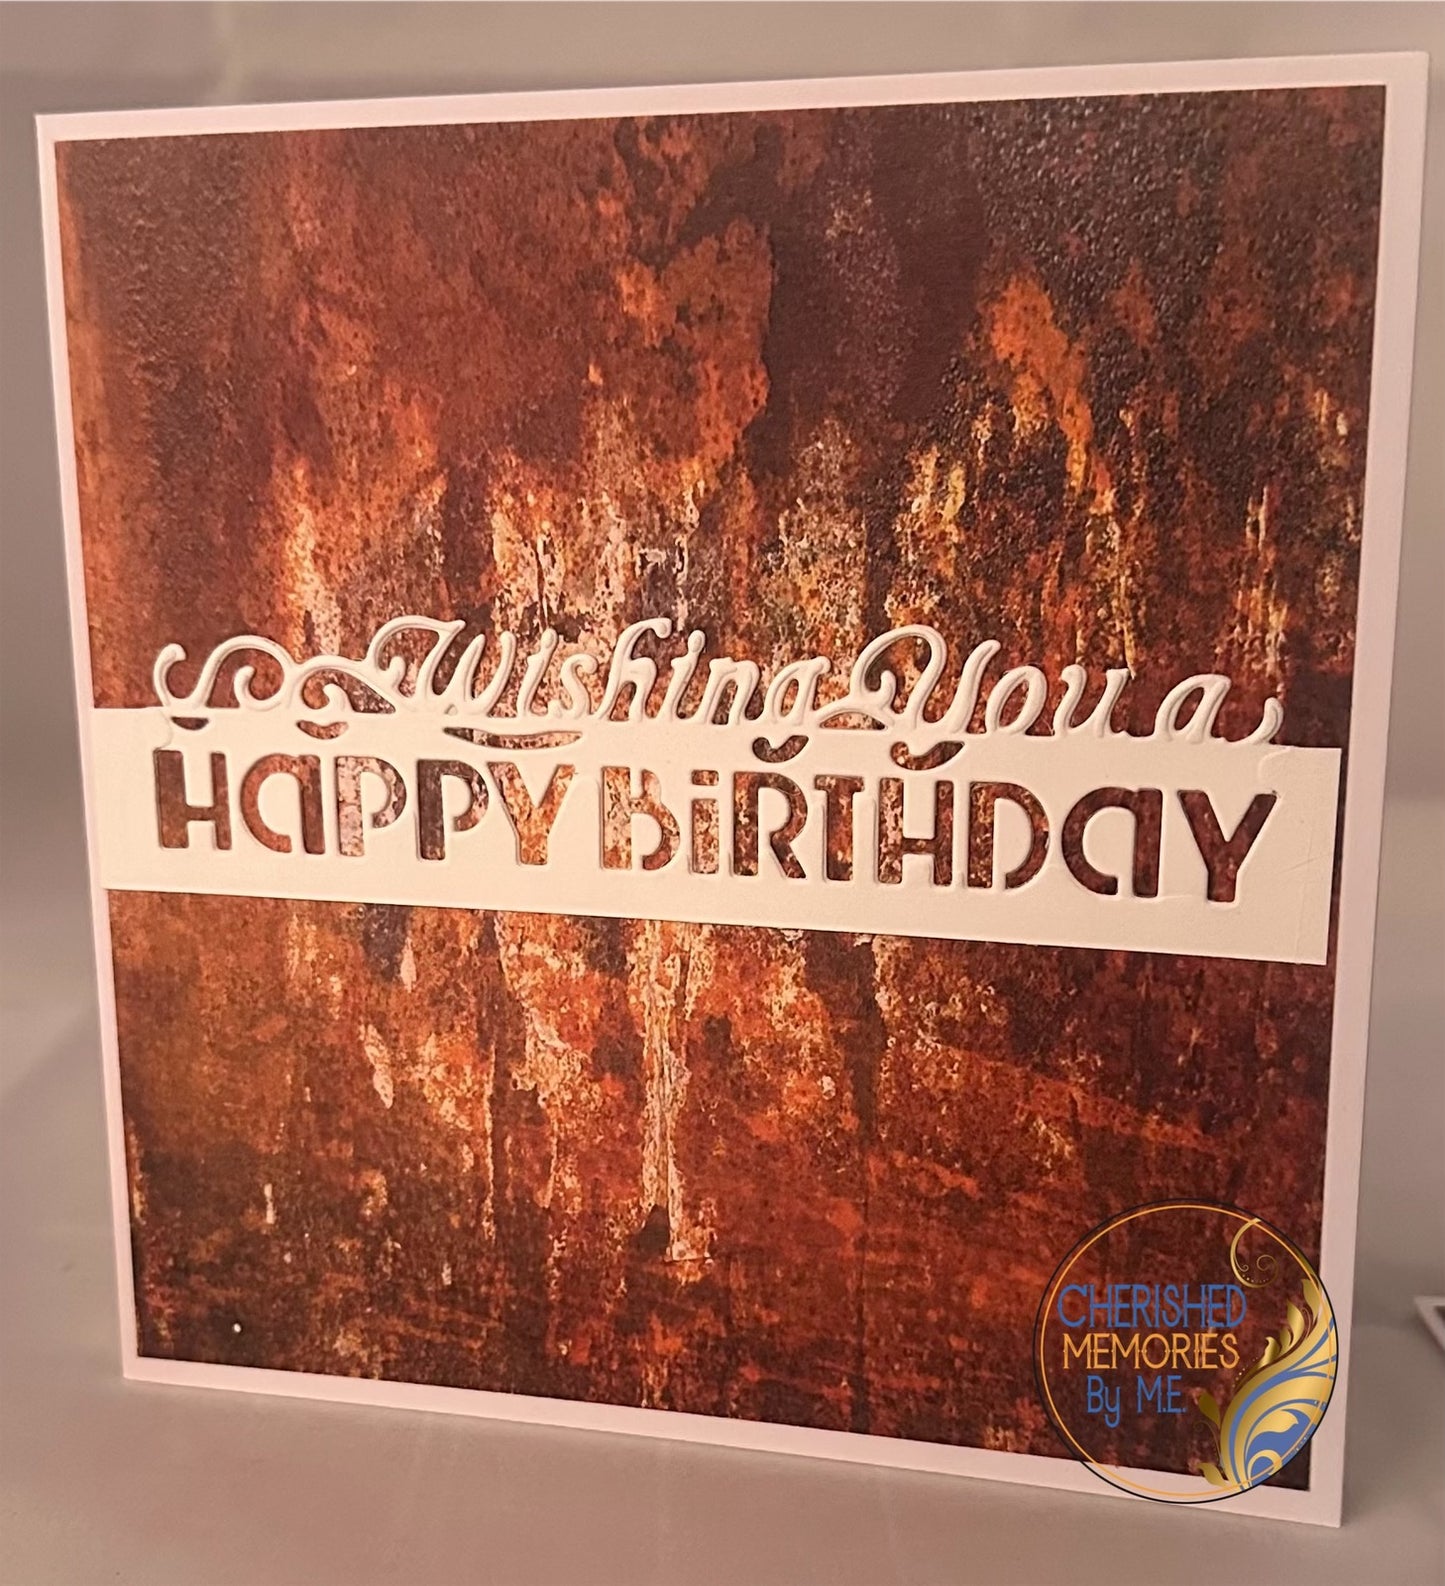 Wishing You a
HAPPY BiRTHDAY
CHERISHED
MEMORIES
By M.E.